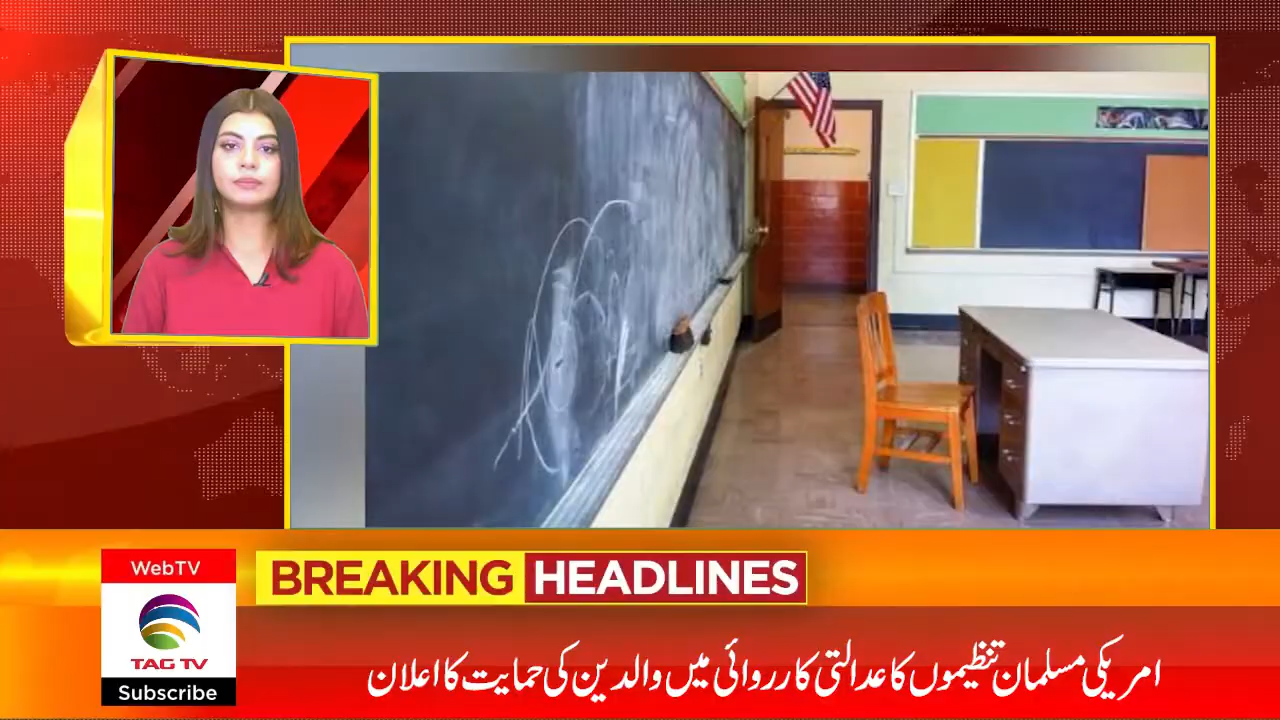 BREAKING HEADLINES
WebTV
TAG TV
Subscribe
امریکی مسلمان تنظیموں کا عدالتی کارروائی میں والدین کی حمایت کا اعلان